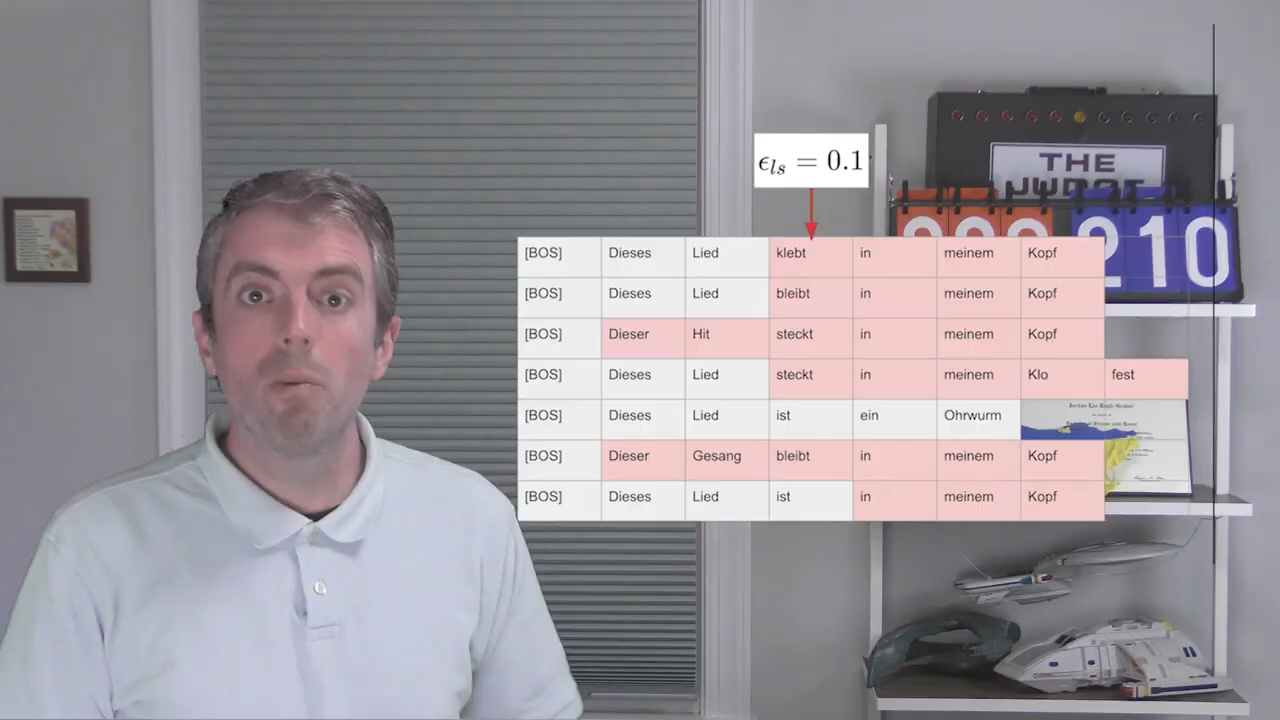 ϵ_ls = 0.1
THE
210
[BOS] Dieses Lied klebt in meinem Kopf
[BOS] Dieses Lied bleibt in meinem Kopf
[BOS] Dieser Hit steckt in meinem Kopf
[BOS] Dieses Lied steckt in meinem Klo fest
[BOS] Dieses Lied ist ein Ohrwurm
[BOS] Dieser Gesang bleibt in meinem Kopf
[BOS] Dieses Lied ist in meinem Kopf